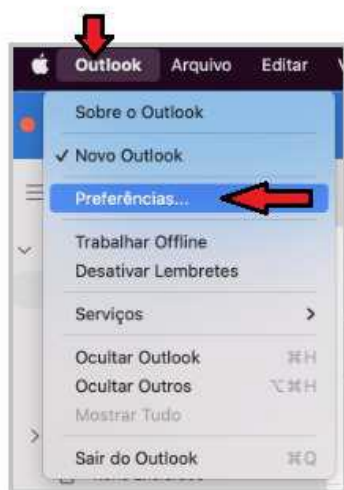 Outlook Arquivo Editar
Sobre o Outlook
✓ Novo Outlook
Preferências...
Trabalhar Offline
Desativar Lembretes
Serviços >
Ocultar Outlook ⌘H
Ocultar Outros ⌥⌘H
Mostrar Tudo
Sair do Outlook ⌘Q